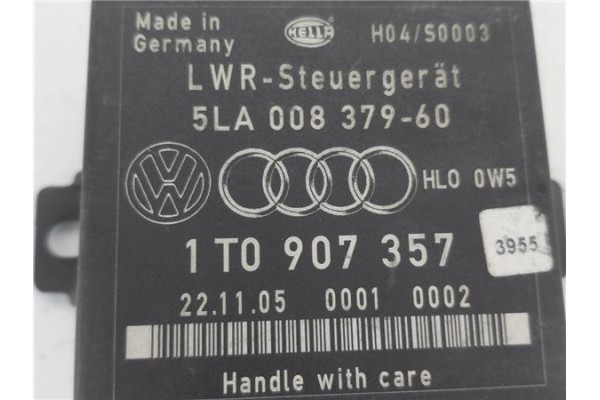 Made in
Germany
HELLA
H04/S0003
LWR-Steuergerät
5LA 008 379-60
VW
HLO 0W5
1T0 907 357
3955
22.11.05 0001 0002
Handle with care